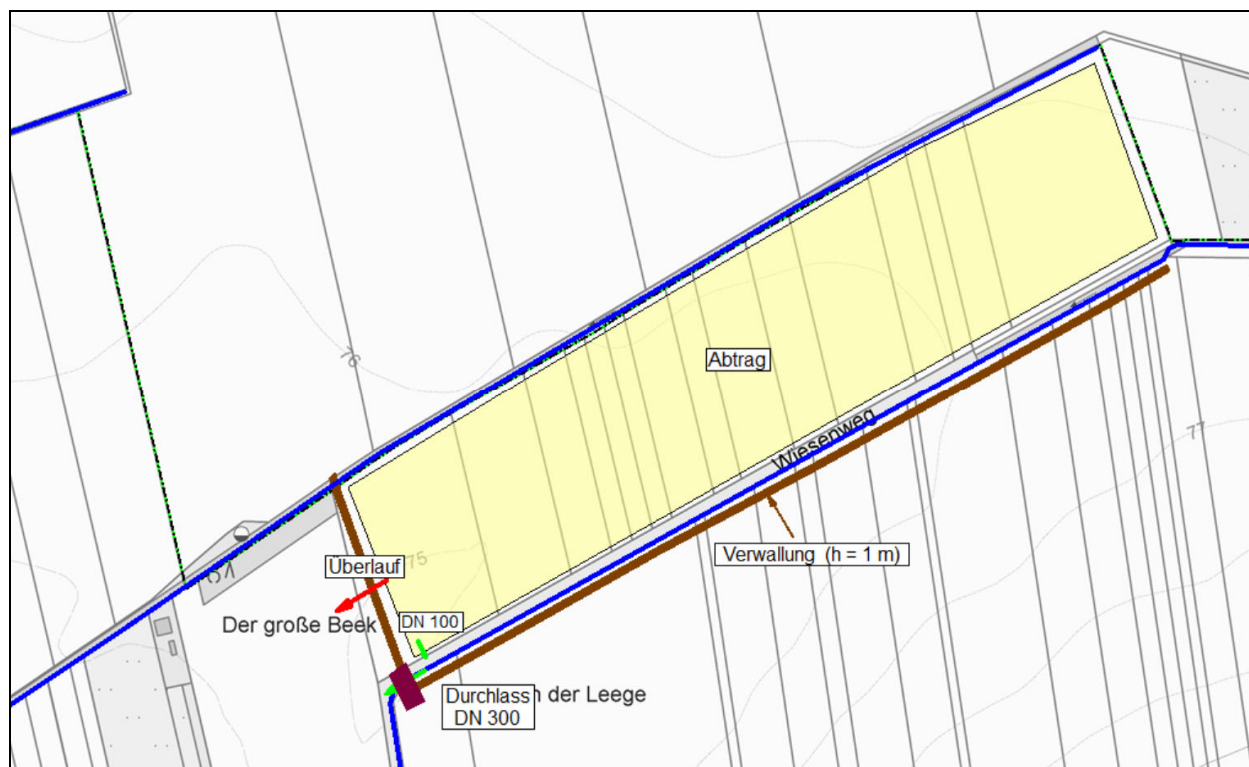 76
Abtrag
Wiesenweg
77
Verwallung (h = 1 m)
Überlauf
75
Der große Beek
DN 100
Durchlass
DN 300
n der Leege